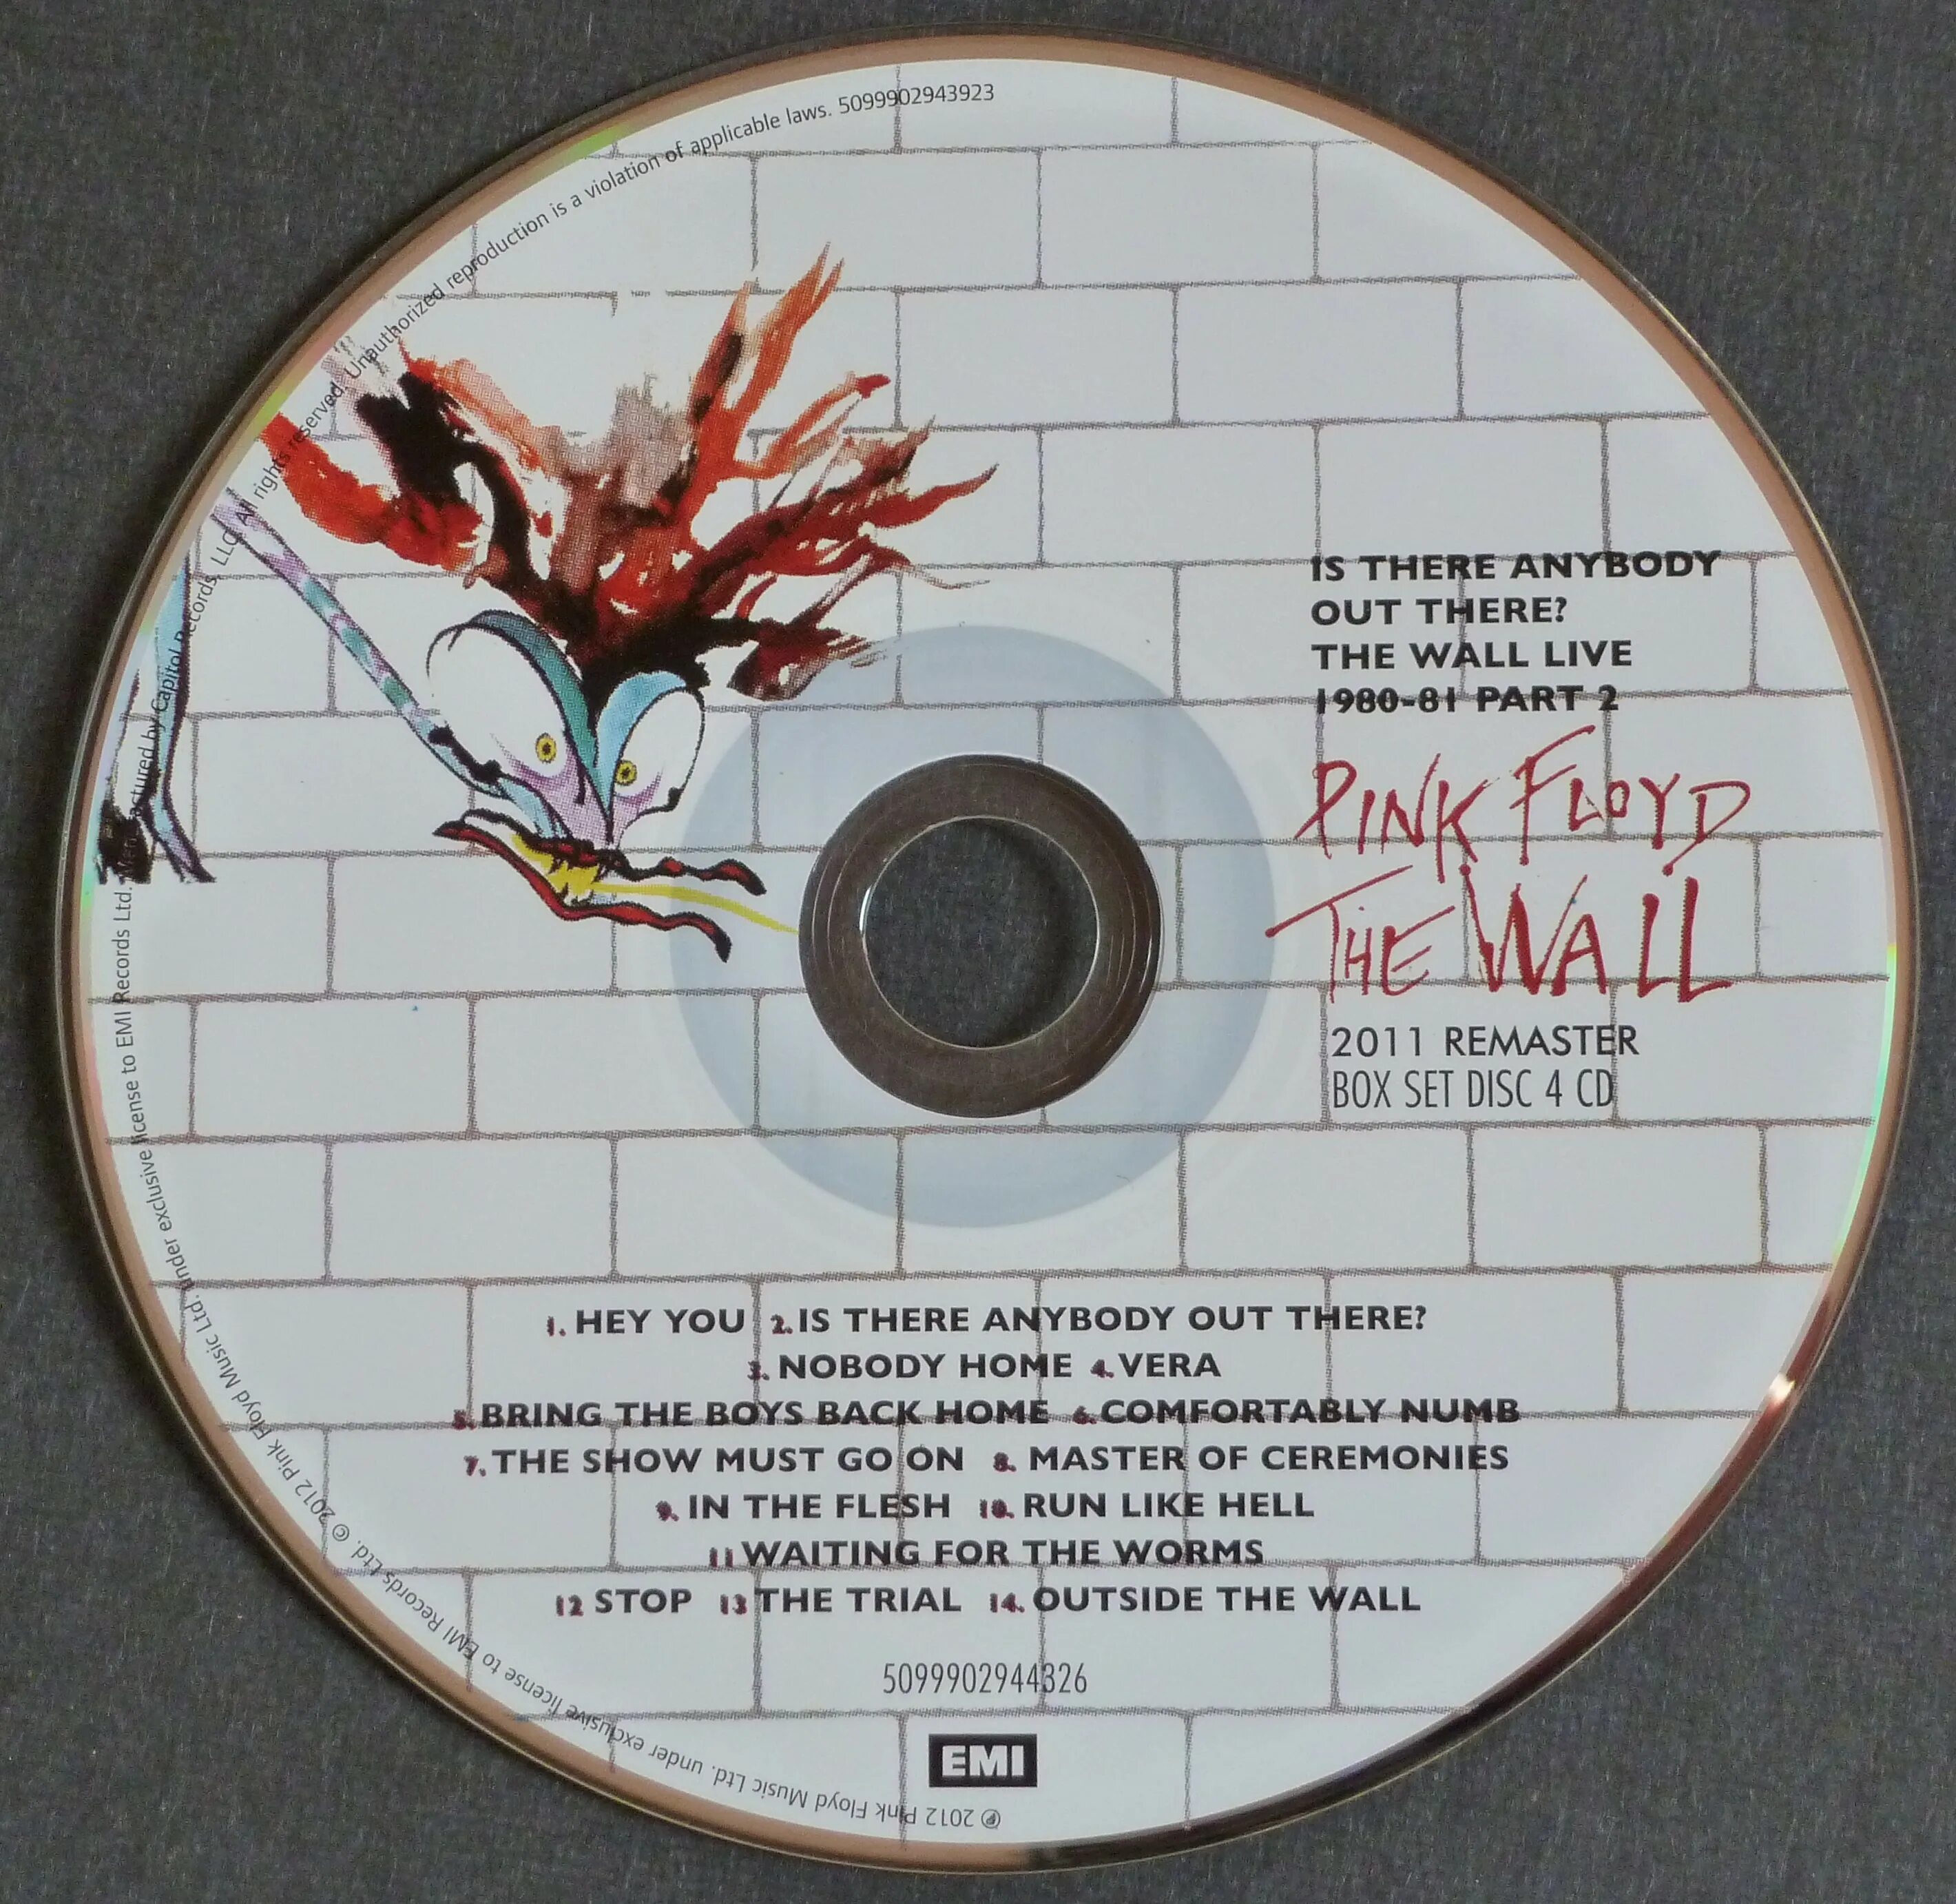 IS THERE ANYBODY
OUT THERE?
THE WALL LIVE
1980-81 PART 2
PINK FLOYD
THE WALL
2011 REMASTER
BOX SET DISC 4 CD
1. HEY YOU 2. IS THERE ANYBODY OUT THERE?
3. NOBODY HOME 4. VERA
5. BRING THE BOYS BACK HOME 6. COMFORTABLY NUMB
7. THE SHOW MUST GO ON 8. MASTER OF CEREMONIES
9. IN THE FLESH 10. RUN LIKE HELL
11 WAITING FOR THE WORMS
12 STOP 13 THE TRIAL 14. OUTSIDE THE WALL
5099902944326
EMI
℗ 2012 Pink Floyd Music Ltd. under exclusive license to EMI Records Ltd. © 2012 Pink Floyd Music Ltd. under exclusive license to EMI Records Ltd. Manufactured by Capitol Records, LLC. All rights reserved. Unauthorized reproduction is a violation of applicable laws. 5099902943923